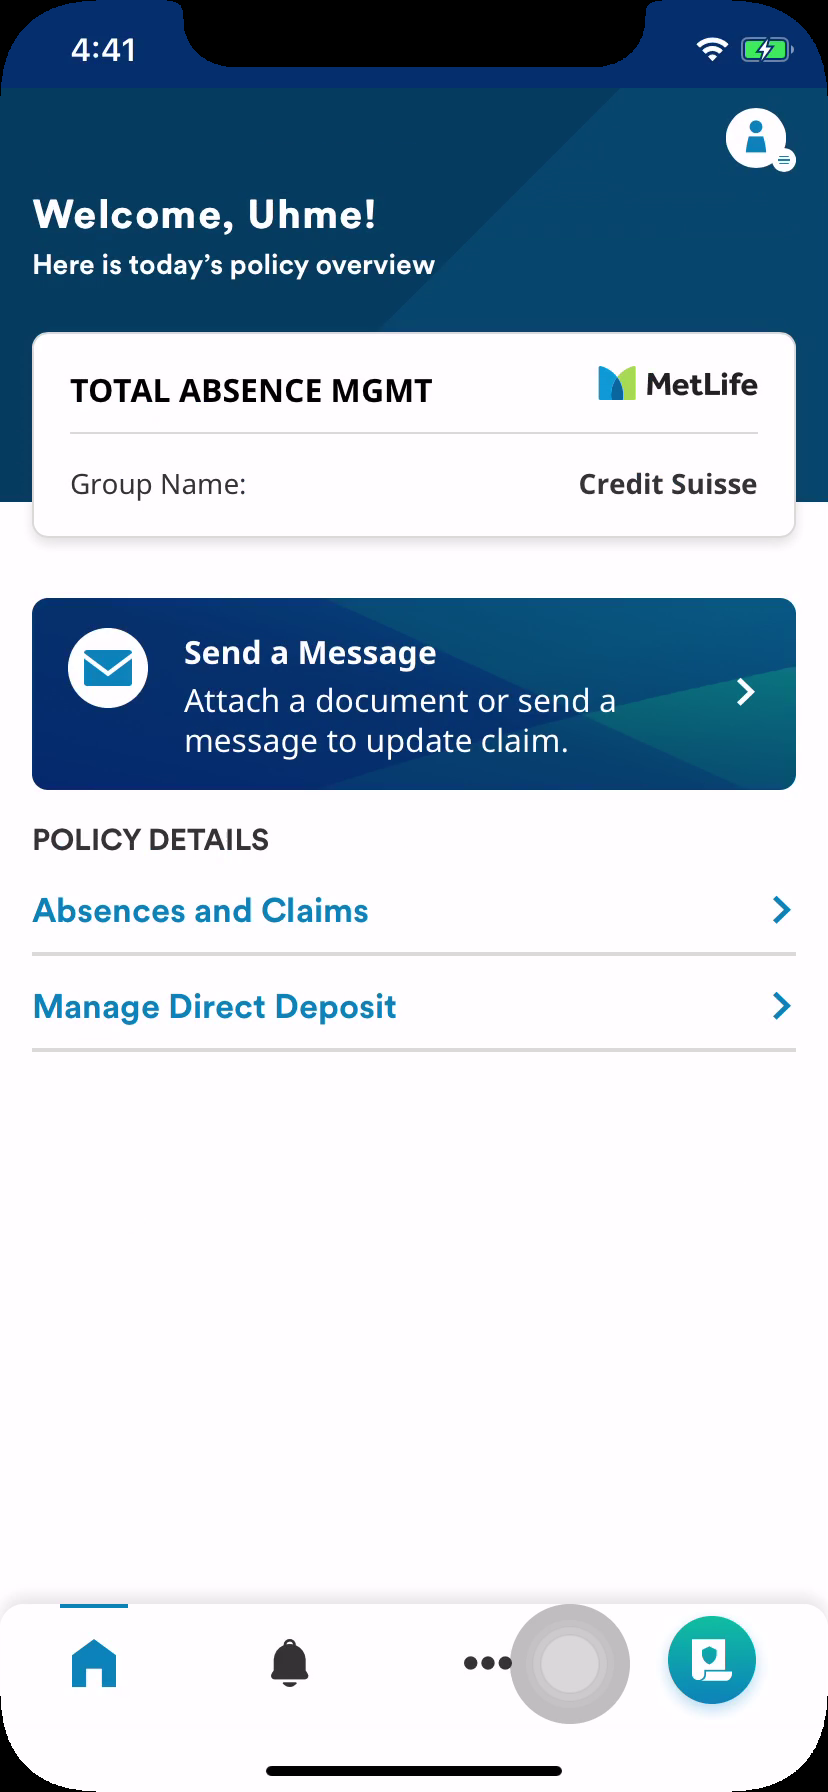 4:41
Welcome, Uhme!
Here is today's policy overview
TOTAL ABSENCE MGMT
MetLife
Group Name:
Credit Suisse
Send a Message
Attach a document or send a
message to update claim.
POLICY DETAILS
Absences and Claims
Manage Direct Deposit